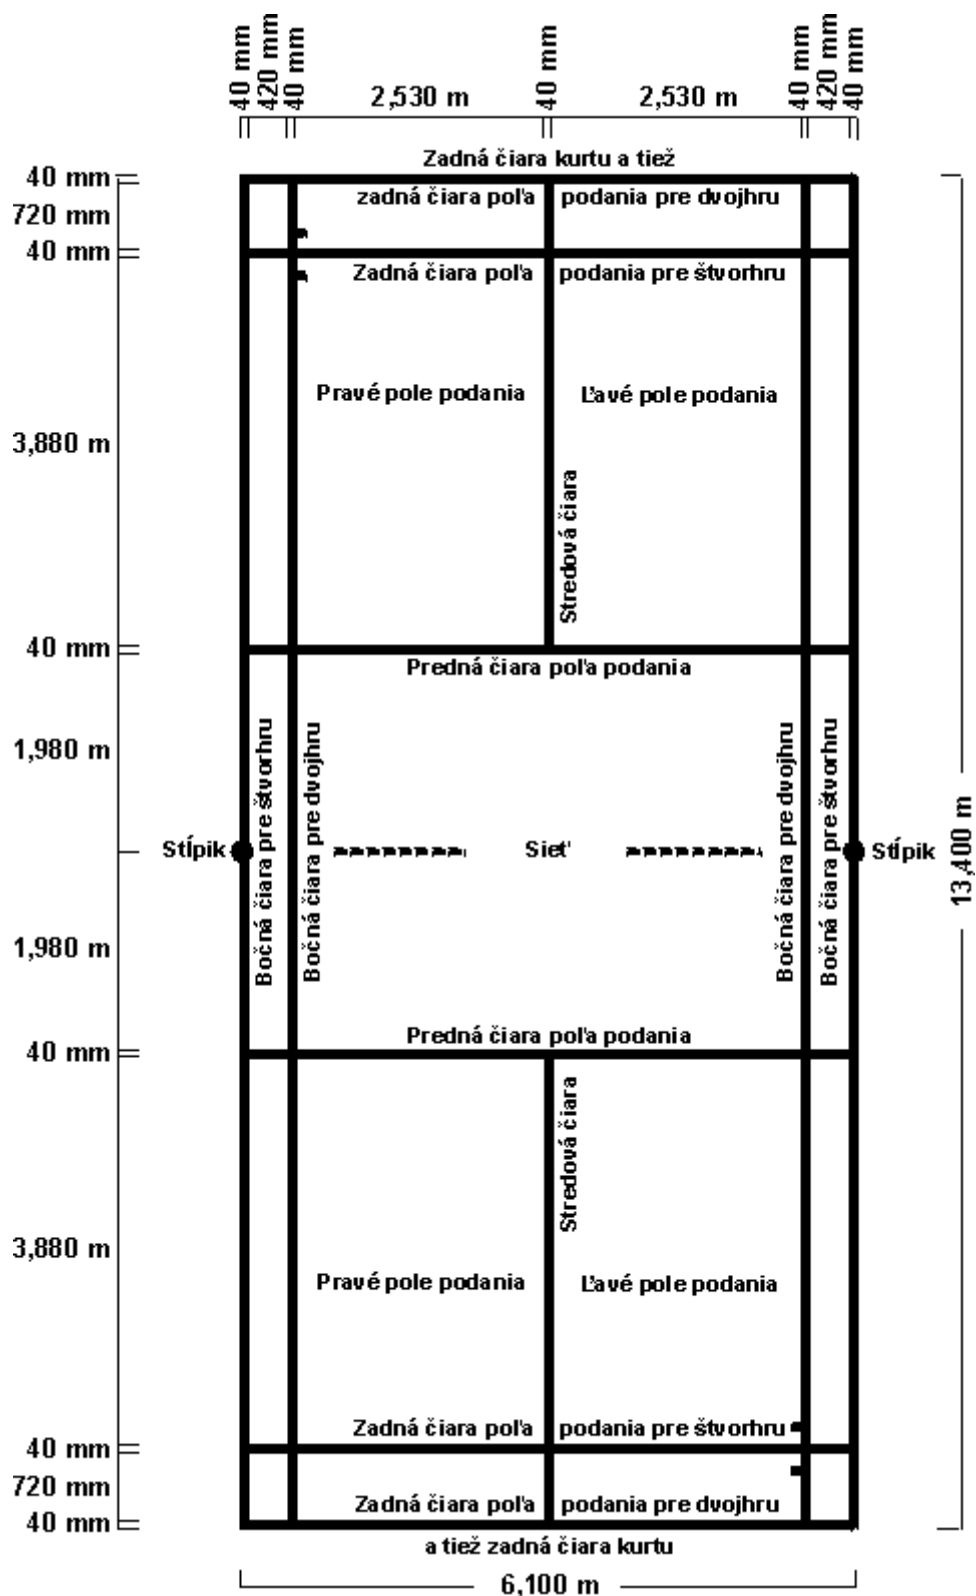 40 mm
420 mm
40 mm
2,530 m
40 mm
2,530 m
40 mm
420 mm
40 mm
Zadná čiara kurtu a tiež
40 mm
zadná čiara poľa podania pre dvojhru
720 mm
40 mm
Zadná čiara poľa podania pre štvorhru
Pravé pole podania
Ľavé pole podania
3,880 m
Stredová čiara
40 mm
Predná čiara poľa podania
1,980 m
Bočná čiara pre štvorhru
Bočná čiara pre dvojhru
Bočná čiara pre dvojhru
Bočná čiara pre štvorhru
Stĺpik
Sieť
Stĺpik
13,400 m
1,980 m
Predná čiara poľa podania
40 mm
Stredová čiara
3,880 m
Pravé pole podania
Ľavé pole podania
Zadná čiara poľa podania pre štvorhru
40 mm
720 mm
Zadná čiara poľa podania pre dvojhru
40 mm
a tiež zadná čiara kurtu
6,100 m